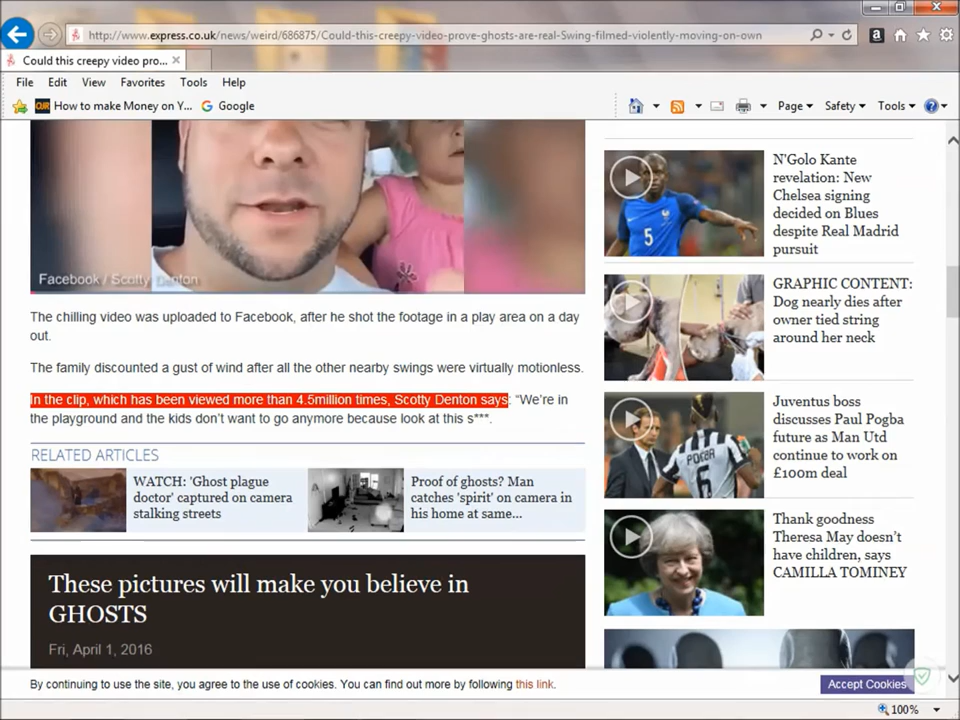 http://www.express.co.uk/news/weird/686875/Could-this-creepy-video-prove-ghosts-are-real-Swing-filmed-violently-moving-on-own
Could this creepy video pro...
File Edit View Favorites Tools Help
How to make Money on Y... Google
Page Safety Tools
Facebook / Scotty Denton
The chilling video was uploaded to Facebook, after he shot the footage in a play area on a day
out.
The family discounted a gust of wind after all the other nearby swings were virtually motionless.
In the clip, which has been viewed more than 4.5million times, Scotty Denton says: “We’re in
the playground and the kids don’t want to go anymore because look at this s***.
RELATED ARTICLES
WATCH: 'Ghost plague
doctor' captured on camera
stalking streets
Proof of ghosts? Man
catches 'spirit' on camera in
his home at same...
These pictures will make you believe in
GHOSTS
Fri, April 1, 2016
N'Golo Kante
revelation: New
Chelsea signing
decided on Blues
despite Real Madrid
pursuit
5
GRAPHIC CONTENT:
Dog nearly dies after
owner tied string
around her neck
Juventus boss
discusses Paul Pogba
future as Man Utd
continue to work on
£100m deal
POGBA
6
Thank goodness
Theresa May doesn’t
have children, says
CAMILLA TOMINEY
By continuing to use the site, you agree to the use of cookies. You can find out more by following this link.
Accept Cookies
100%